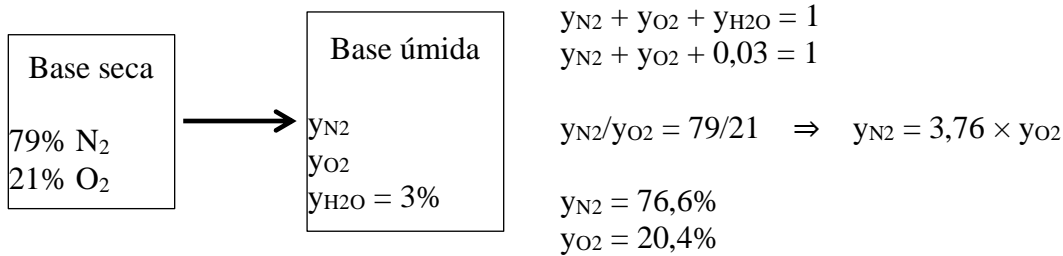 Base seca
79% N₂
21% O₂
Base úmida
yN2
yO2
yH2O = 3%
yN2 + yO2 + yH2O = 1
yN2 + yO2 + 0,03 = 1
yN2/yO2 = 79/21 ⇒ yN2 = 3,76 × yO2
yN2 = 76,6%
yO2 = 20,4%